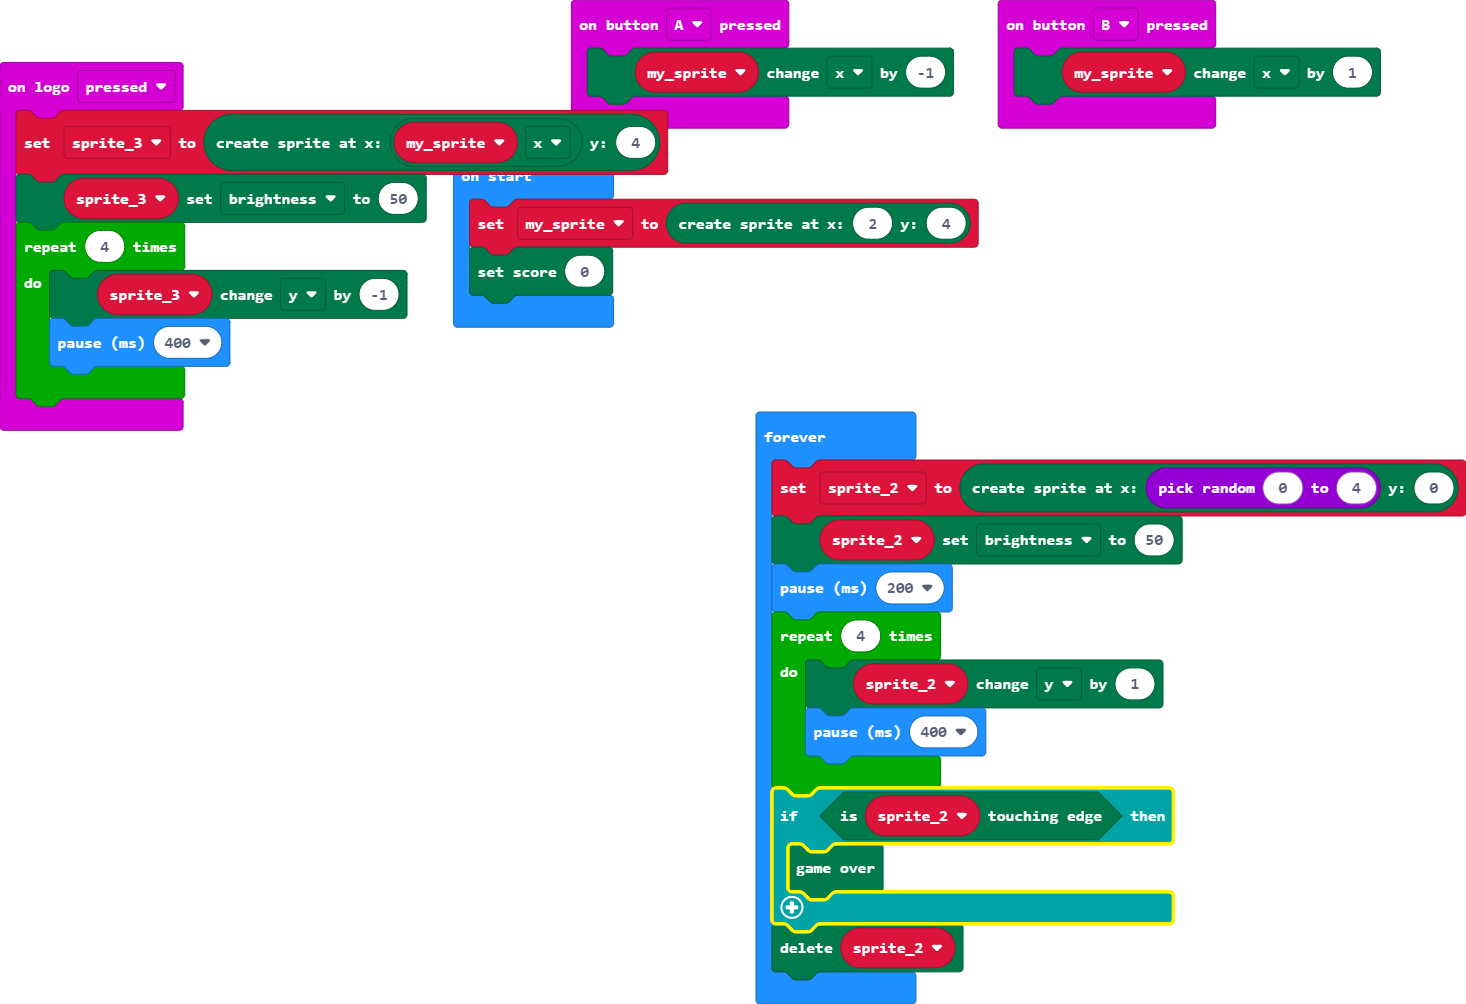 on logo pressed
set sprite_3 to create sprite at x: my_sprite x y: 4
sprite_3 set brightness to 50
repeat 4 times
do sprite_3 change y by -1
pause (ms) 400
on button A pressed
my_sprite change x by -1
on button B pressed
my_sprite change x by 1
on start
set my_sprite to create sprite at x: 2 y: 4
set score 0
forever
set sprite_2 to create sprite at x: pick random 0 to 4 y: 0
sprite_2 set brightness to 50
pause (ms) 200
repeat 4 times
do sprite_2 change y by 1
pause (ms) 400
if is sprite_2 touching edge then
game over
delete sprite_2